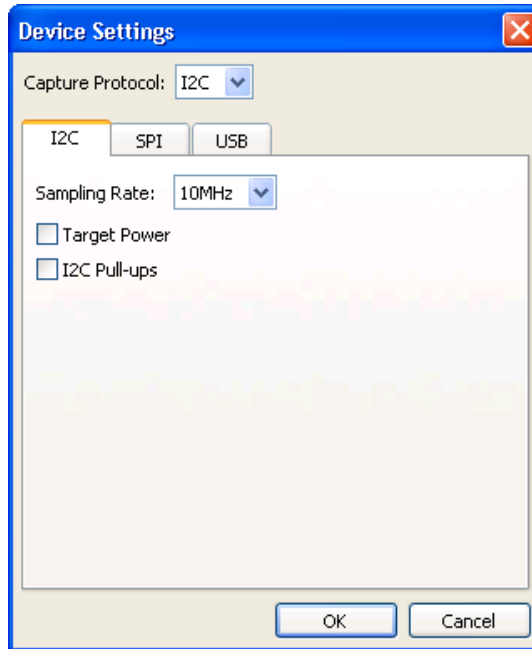 Device Settings
Capture Protocol: I2C
I2C SPI USB
Sampling Rate: 10MHz
Target Power
I2C Pull-ups
OK Cancel